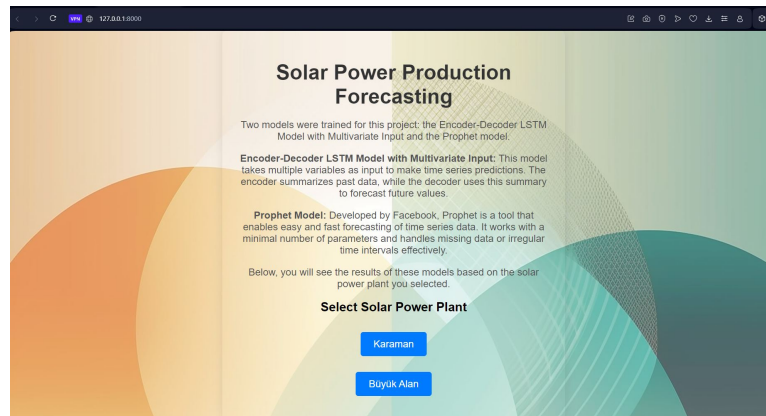 VPN
127.0.0.1:8000
Solar Power Production
Forecasting
Two models were trained for this project: the Encoder-Decoder LSTM
Model with Multivariate Input and the Prophet model.
Encoder-Decoder LSTM Model with Multivariate Input: This model
takes multiple variables as input to make time series predictions. The
encoder summarizes past data, while the decoder uses this summary
to forecast future values.
Prophet Model: Developed by Facebook, Prophet is a tool that
enables easy and fast forecasting of time series data. It works with a
minimal number of parameters and handles missing data or irregular
time intervals effectively.
Below, you will see the results of these models based on the solar
power plant you selected.
Select Solar Power Plant
Karaman
Büyük Alan